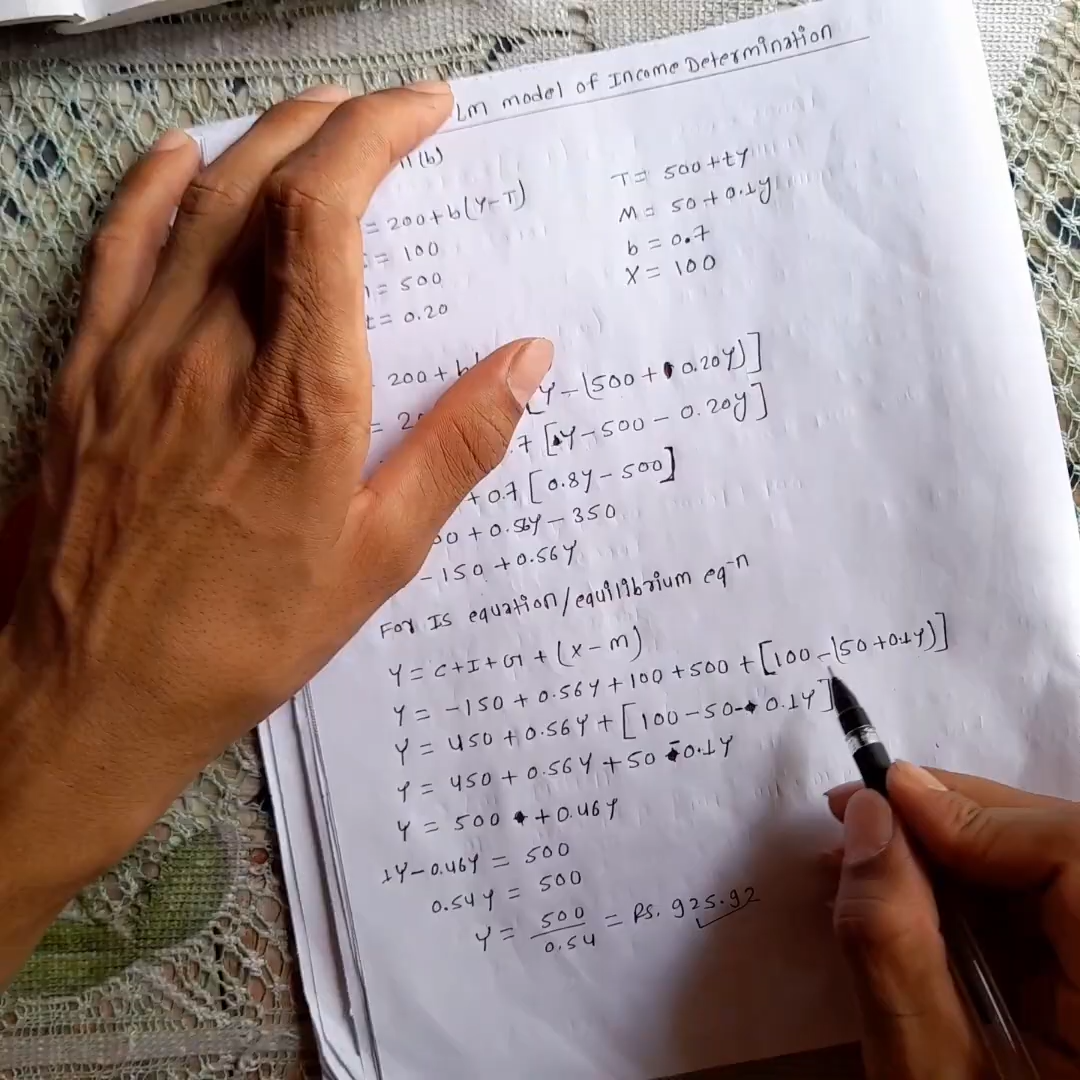 LM model of Income Determination
(b)
= 200 + b(Y-T)
= 100
= 500
t = 0.20
T = 500 + ty
M = 50 + 0.1y
b = 0.7
X = 100
200 + b
[Y - (500 + 0.20Y)]
= 2
.7 [Y - 500 - 0.20Y]
+ 0.7 [0.8Y - 500]
00 + 0.56Y - 350
-150 + 0.56Y
For IS equation/equilibrium eq-n
Y = C + I + G + (X - M)
Y = -150 + 0.56Y + 100 + 500 + [100 - (50 + 0.1Y)]
Y = 450 + 0.56Y + [100 - 50 - 0.1Y]
Y = 450 + 0.56Y + 50 - 0.1Y
Y = 500 + 0.46Y
1Y - 0.46Y = 500
0.54Y = 500
Y = 500/0.54 = Rs. 925.92